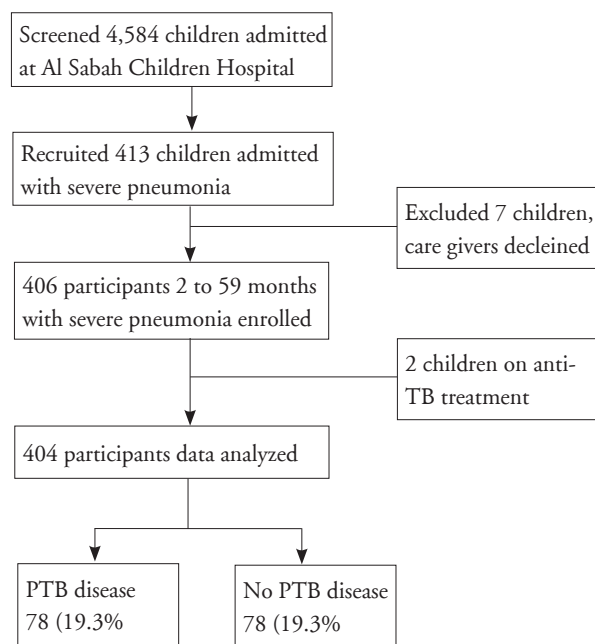 Screened 4,584 children admitted
at Al Sabah Children Hospital
Recruited 413 children admitted
with severe pneumonia
Excluded 7 children,
care givers decleined
406 participants 2 to 59 months
with severe pneumonia enrolled
2 children on anti-
TB treatment
404 participants data analyzed
PTB disease
78 (19.3%
No PTB disease
78 (19.3%